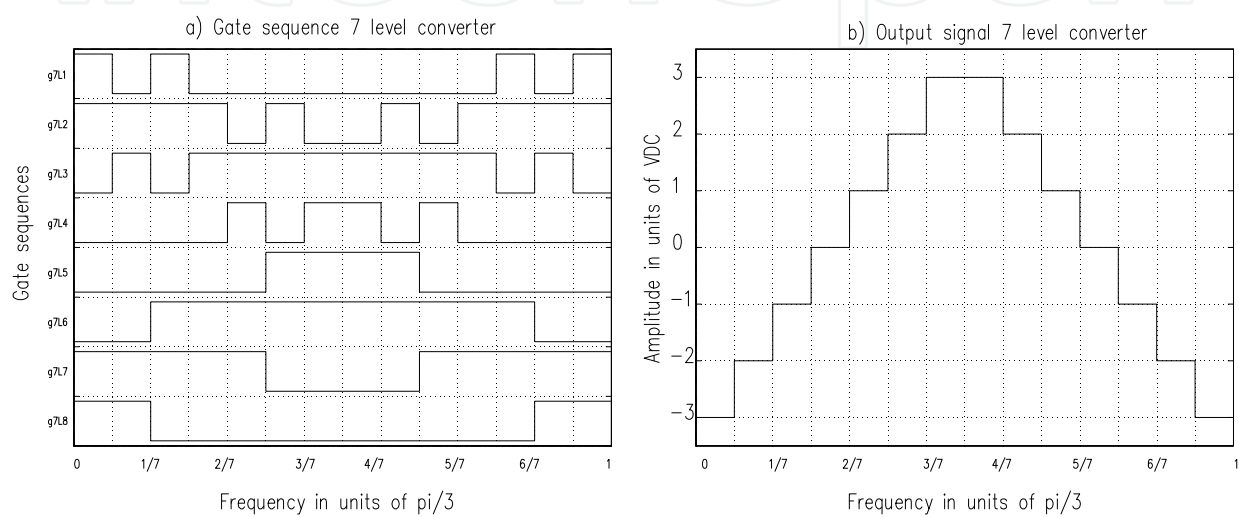 a) Gate sequence 7 level converter
g7L1
g7L2
g7L3
g7L4
g7L5
g7L6
g7L7
g7L8
Gate sequences
0 1/7 2/7 3/7 4/7 5/7 6/7 1
Frequency in units of pi/3
b) Output signal 7 level converter
3
2
1
0
-1
-2
-3
Amplitude in units of VDC
0 1/7 2/7 3/7 4/7 5/7 6/7 1
Frequency in units of pi/3